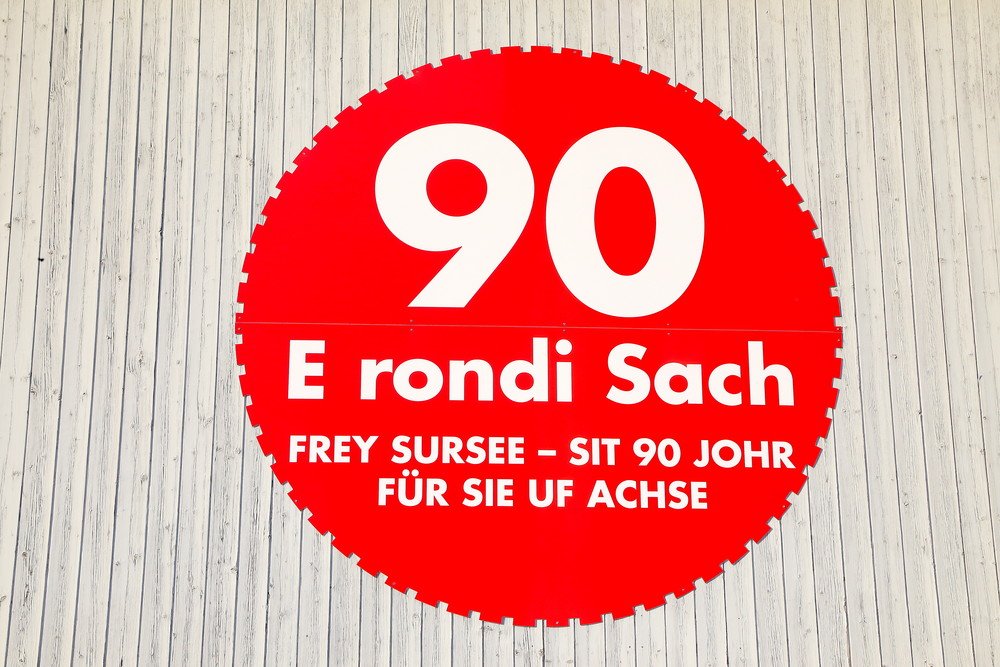 90
E rondi Sach
FREY SURSEE – SIT 90 JOHR
FÜR SIE UF ACHSE